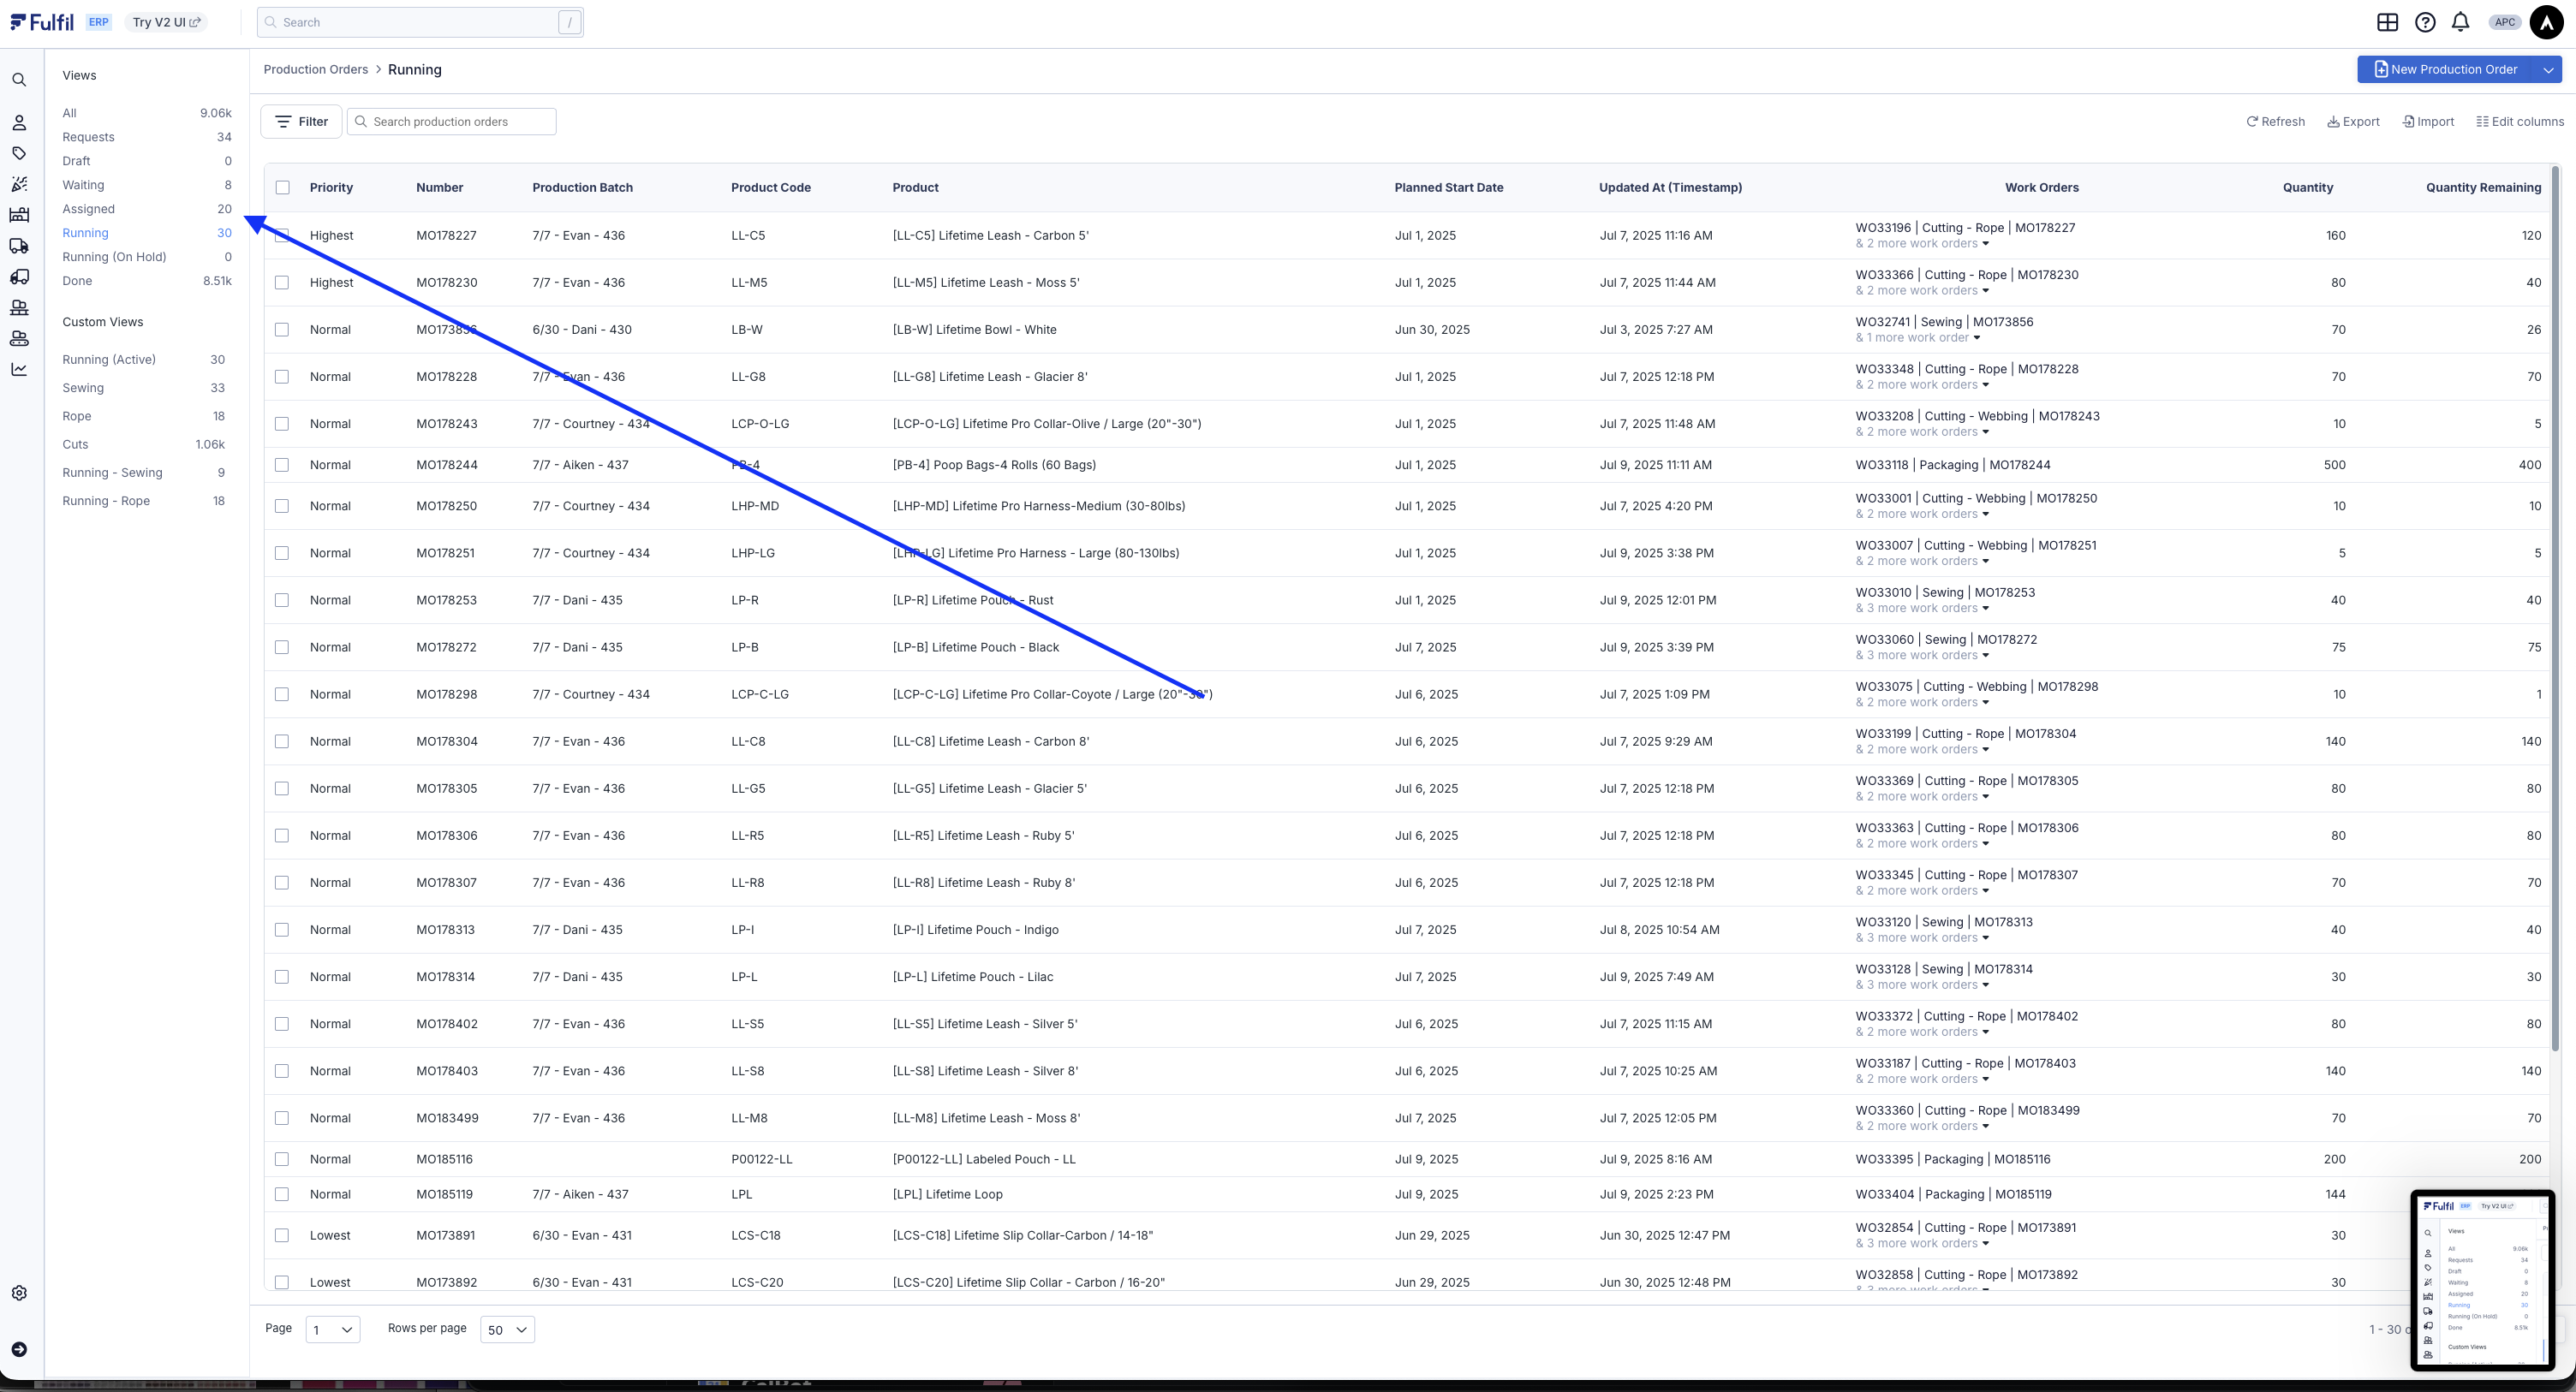 Fulfil ERP Try V2 UI Search / APC
Views
Production Orders > Running
New Production Order
All 9.06k
Requests 34
Draft 0
Waiting 8
Assigned 20
Running 30
Running (On Hold) 0
Done 8.51k
Custom Views
Running (Active) 30
Sewing 33
Rope 18
Cuts 1.06k
Running - Sewing 9
Running - Rope 18
Filter Search production orders Refresh Export Import Edit columns
Priority Number Production Batch Product Code Product Planned Start Date Updated At (Timestamp) Work Orders Quantity Quantity Remaining
Highest MO178227 7/7 - Evan - 436 LL-C5 [LL-C5] Lifetime Leash - Carbon 5' Jul 1, 2025 Jul 7, 2025 11:16 AM WO33196 | Cutting - Rope | MO178227 160 120
& 2 more work orders
Highest MO178230 7/7 - Evan - 436 LL-M5 [LL-M5] Lifetime Leash - Moss 5' Jul 1, 2025 Jul 7, 2025 11:44 AM WO33366 | Cutting - Rope | MO178230 80 40
& 2 more work orders
Normal MO173856 6/30 - Dani - 430 LB-W [LB-W] Lifetime Bowl - White Jun 30, 2025 Jul 3, 2025 7:27 AM WO32741 | Sewing | MO173856 70 26
& 1 more work order
Normal MO178228 7/7 - Evan - 436 LL-G8 [LL-G8] Lifetime Leash - Glacier 8' Jul 1, 2025 Jul 7, 2025 12:18 PM WO33348 | Cutting - Rope | MO178228 70 70
& 2 more work orders
Normal MO178243 7/7 - Courtney - 434 LCP-O-LG [LCP-O-LG] Lifetime Pro Collar-Olive / Large (20"-30") Jul 1, 2025 Jul 7, 2025 11:48 AM WO33208 | Cutting - Webbing | MO178243 10 5
& 2 more work orders
Normal MO178244 7/7 - Aiken - 437 PB-4 [PB-4] Poop Bags-4 Rolls (60 Bags) Jul 1, 2025 Jul 9, 2025 11:11 AM WO33118 | Packaging | MO178244 500 400
Normal MO178250 7/7 - Courtney - 434 LHP-MD [LHP-MD] Lifetime Pro Harness-Medium (30-80lbs) Jul 1, 2025 Jul 7, 2025 4:20 PM WO33001 | Cutting - Webbing | MO178250 10 10
& 2 more work orders
Normal MO178251 7/7 - Courtney - 434 LHP-LG [LHP-LG] Lifetime Pro Harness - Large (80-130lbs) Jul 1, 2025 Jul 9, 2025 3:38 PM WO33007 | Cutting - Webbing | MO178251 5 5
& 2 more work orders
Normal MO178253 7/7 - Dani - 435 LP-R [LP-R] Lifetime Pouch - Rust Jul 1, 2025 Jul 9, 2025 12:01 PM WO33010 | Sewing | MO178253 40 40
& 3 more work orders
Normal MO178272 7/7 - Dani - 435 LP-B [LP-B] Lifetime Pouch - Black Jul 7, 2025 Jul 9, 2025 3:39 PM WO33060 | Sewing | MO178272 75 75
& 3 more work orders
Normal MO178298 7/7 - Courtney - 434 LCP-C-LG [LCP-C-LG] Lifetime Pro Collar-Coyote / Large (20"-30") Jul 6, 2025 Jul 7, 2025 1:09 PM WO33075 | Cutting - Webbing | MO178298 10 1
& 2 more work orders
Normal MO178304 7/7 - Evan - 436 LL-C8 [LL-C8] Lifetime Leash - Carbon 8' Jul 6, 2025 Jul 7, 2025 9:29 AM WO33199 | Cutting - Rope | MO178304 140 140
& 2 more work orders
Normal MO178305 7/7 - Evan - 436 LL-G5 [LL-G5] Lifetime Leash - Glacier 5' Jul 6, 2025 Jul 7, 2025 12:18 PM WO33369 | Cutting - Rope | MO178305 80 80
& 2 more work orders
Normal MO178306 7/7 - Evan - 436 LL-R5 [LL-R5] Lifetime Leash - Ruby 5' Jul 6, 2025 Jul 7, 2025 12:18 PM WO33363 | Cutting - Rope | MO178306 80 80
& 2 more work orders
Normal MO178307 7/7 - Evan - 436 LL-R8 [LL-R8] Lifetime Leash - Ruby 8' Jul 6, 2025 Jul 7, 2025 12:18 PM WO33345 | Cutting - Rope | MO178307 70 70
& 2 more work orders
Normal MO178313 7/7 - Dani - 435 LP-I [LP-I] Lifetime Pouch - Indigo Jul 7, 2025 Jul 8, 2025 10:54 AM WO33120 | Sewing | MO178313 40 40
& 3 more work orders
Normal MO178314 7/7 - Dani - 435 LP-L [LP-L] Lifetime Pouch - Lilac Jul 7, 2025 Jul 9, 2025 7:49 AM WO33128 | Sewing | MO178314 30 30
& 3 more work orders
Normal MO178402 7/7 - Evan - 436 LL-S5 [LL-S5] Lifetime Leash - Silver 5' Jul 6, 2025 Jul 7, 2025 11:15 AM WO33372 | Cutting - Rope | MO178402 80 80
& 2 more work orders
Normal MO178403 7/7 - Evan - 436 LL-S8 [LL-S8] Lifetime Leash - Silver 8' Jul 6, 2025 Jul 7, 2025 10:25 AM WO33187 | Cutting - Rope | MO178403 140 140
& 2 more work orders
Normal MO183499 7/7 - Evan - 436 LL-M8 [LL-M8] Lifetime Leash - Moss 8' Jul 7, 2025 Jul 7, 2025 12:05 PM WO33360 | Cutting - Rope | MO183499 70 70
& 2 more work orders
Normal MO185116 P00122-LL [P00122-LL] Labeled Pouch - LL Jul 9, 2025 Jul 9, 2025 8:16 AM WO33395 | Packaging | MO185116 200 200
Normal MO185119 7/7 - Aiken - 437 LPL [LPL] Lifetime Loop Jul 9, 2025 Jul 9, 2025 2:23 PM WO33404 | Packaging | MO185119 144
Lowest MO173891 6/30 - Evan - 431 LCS-C18 [LCS-C18] Lifetime Slip Collar-Carbon / 14-18" Jun 29, 2025 Jun 30, 2025 12:47 PM WO32854 | Cutting - Rope | MO173891 30
& 3 more work orders
Lowest MO173892 6/30 - Evan - 431 LCS-C20 [LCS-C20] Lifetime Slip Collar - Carbon / 16-20" Jun 29, 2025 Jun 30, 2025 12:48 PM WO32858 | Cutting - Rope | MO173892 30
& 3 more work orders
Page 1 Rows per page 50 1 - 30
Fulfil ERP Try V2 UI
Views
All 9.06k
Requests 34
Draft 0
Waiting 8
Assigned 20
Running 30
Running (On Hold) 0
Done 8.51k
Custom Views